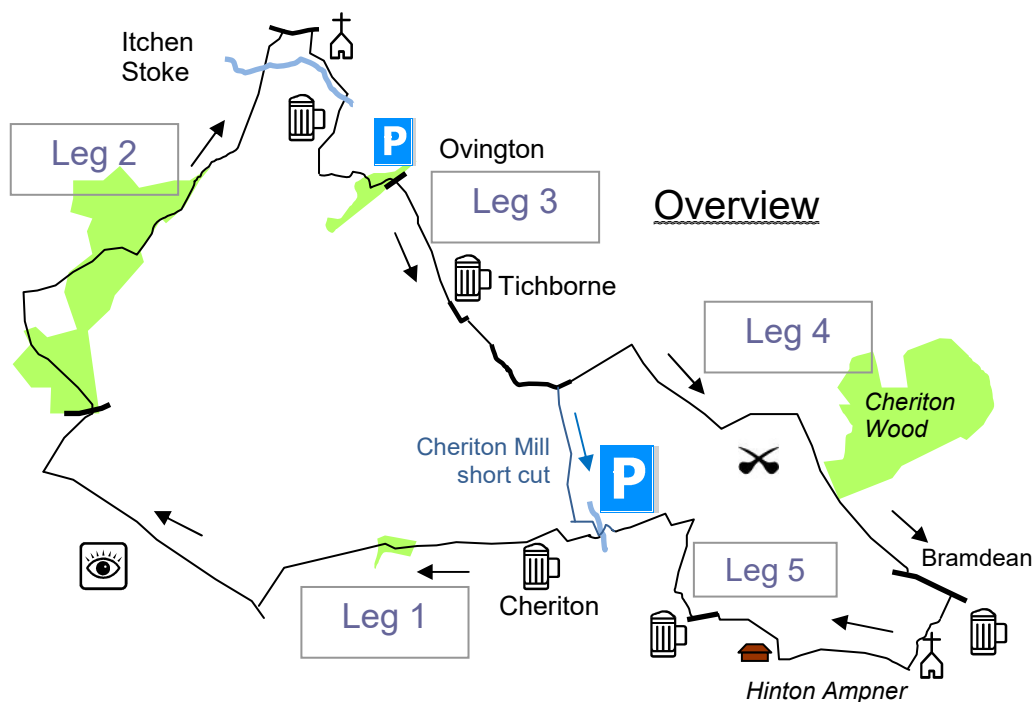 Itchen
Stoke
P
Leg 2
Ovington
Leg 3
Overview
Tichborne
Leg 4
Cheriton
Wood
Cheriton Mill
short cut
P
Bramdean
Leg 5
Cheriton
Leg 1
Hinton Ampner